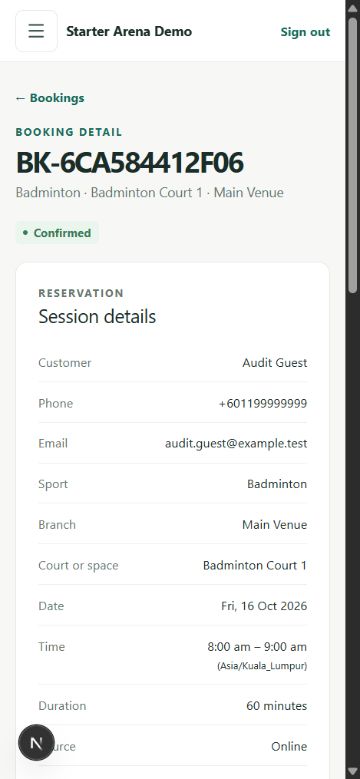 Starter Arena Demo
Sign out
← Bookings
BOOKING DETAIL
BK-6CA584412F06
Badminton · Badminton Court 1 · Main Venue
Confirmed
RESERVATION
Session details
Customer Audit Guest
Phone +601199999999
Email audit.guest@example.test
Sport Badminton
Branch Main Venue
Court or space Badminton Court 1
Date Fri, 16 Oct 2026
Time 8:00 am – 9:00 am
(Asia/Kuala_Lumpur)
Duration 60 minutes
N
Online